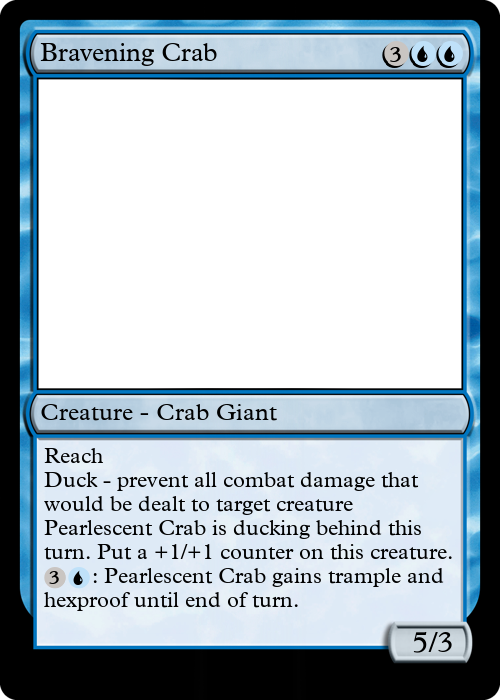 Bravening Crab 3
Creature - Crab Giant
Reach
Duck - prevent all combat damage that
would be dealt to target creature
Pearlescent Crab is ducking behind this
turn. Put a +1/+1 counter on this creature.
3 : Pearlescent Crab gains trample and
hexproof until end of turn.
5/3